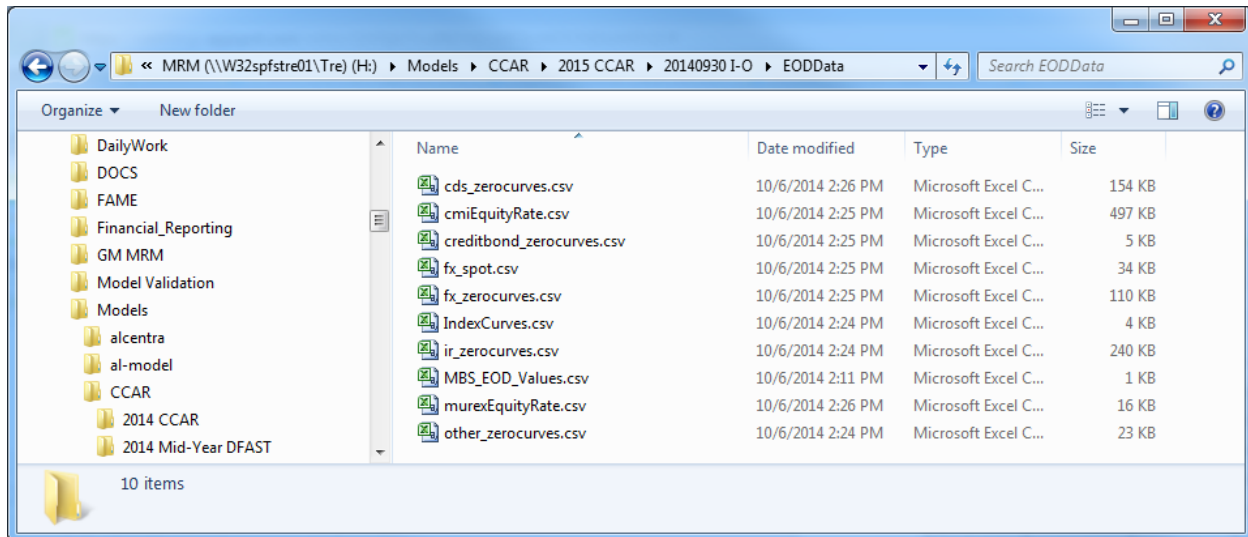 « MRM (\\W32spfstre01\Tre) (H:) ▸ Models ▸ CCAR ▸ 2015 CCAR ▸ 20140930 I-O ▸ EODData Search EODData
Organize New folder
DailyWork
DOCS
FAME
Financial_Reporting
GM MRM
Model Validation
Models
alcentra
al-model
CCAR
2014 CCAR
2014 Mid-Year DFAST
Name Date modified Type Size
cds_zerocurves.csv 10/6/2014 2:26 PM Microsoft Excel C... 154 KB
cmiEquityRate.csv 10/6/2014 2:25 PM Microsoft Excel C... 497 KB
creditbond_zerocurves.csv 10/6/2014 2:25 PM Microsoft Excel C... 5 KB
fx_spot.csv 10/6/2014 2:25 PM Microsoft Excel C... 34 KB
fx_zerocurves.csv 10/6/2014 2:25 PM Microsoft Excel C... 110 KB
IndexCurves.csv 10/6/2014 2:24 PM Microsoft Excel C... 4 KB
ir_zerocurves.csv 10/6/2014 2:24 PM Microsoft Excel C... 240 KB
MBS_EOD_Values.csv 10/6/2014 2:11 PM Microsoft Excel C... 1 KB
murexEquityRate.csv 10/6/2014 2:26 PM Microsoft Excel C... 16 KB
other_zerocurves.csv 10/6/2014 2:24 PM Microsoft Excel C... 23 KB
10 items